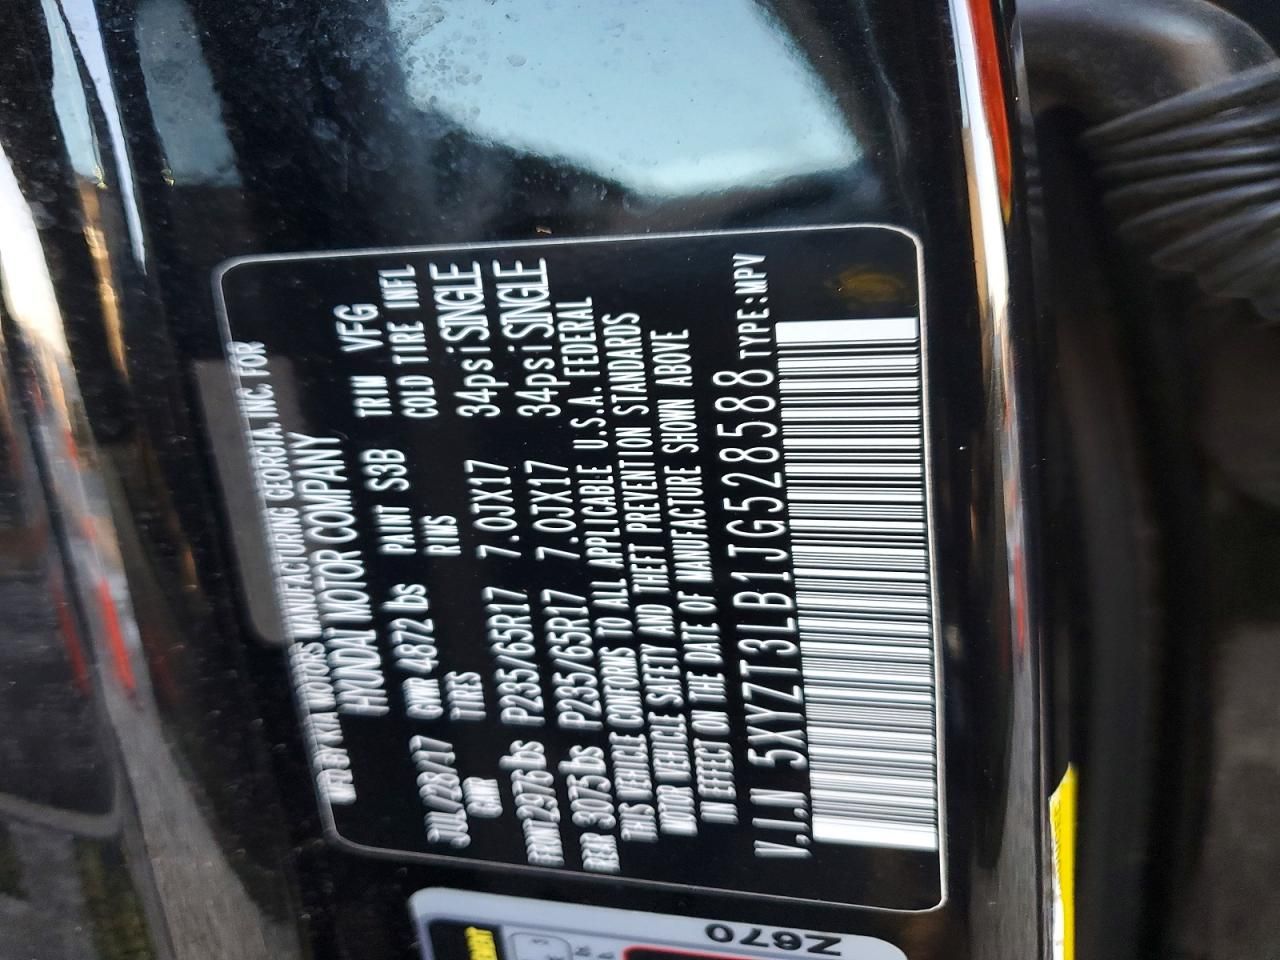 MFD BY KIA MOTORS MANUFACTURING GEORGIA, INC. FOR
HYUNDAI MOTOR COMPANY
JUL/28/17 GVWR 4872 lbs PAINT S3B TRIM VFG
GAWR TIRES RIMS COLD TIRE INFL
FRONT 2976 lbs P235/65R17 7.0JX17 34psi SINGLE
REAR 3075 lbs P235/65R17 7.0JX17 34psi SINGLE
THIS VEHICLE CONFORMS TO ALL APPLICABLE U.S.A. FEDERAL
MOTOR VEHICLE SAFETY AND THEFT PREVENTION STANDARDS
IN EFFECT ON THE DATE OF MANUFACTURE SHOWN ABOVE
V.I.N 5XYZT3LB1JG528588 TYPE:MPV
Z670